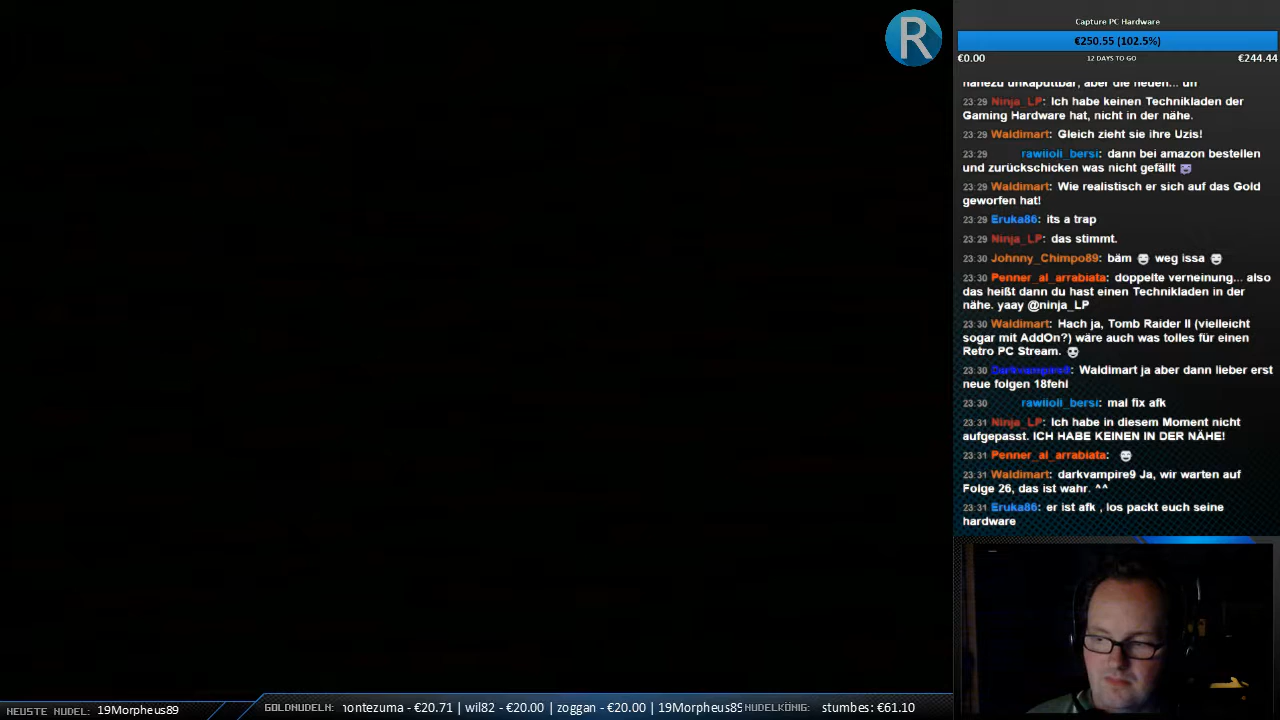 R
Capture PC Hardware
€250.55 (102.5%)
€0.00 12 DAYS TO GO €244.44
nahezu unkaputtbar, aber die neuen... uff
23:29 Ninja_LP: Ich habe keinen Technikladen der
Gaming Hardware hat, nicht in der nähe.
23:29 Waldimart: Gleich zieht sie ihre Uzis!
23:29 rawiioli_bersi: dann bei amazon bestellen
und zurückschicken was nicht gefällt
23:29 Waldimart: Wie realistisch er sich auf das Gold
geworfen hat!
23:29 Eruka86: its a trap
23:29 Ninja_LP: das stimmt.
23:30 Johnny_Chimpo89: bäm weg issa
23:30 Penner_al_arrabiata: doppelte verneinung... also
das heißt dann du hast einen Technikladen in der
nähe. yaay @ninja_LP
23:30 Waldimart: Hach ja, Tomb Raider II (vielleicht
sogar mit AddOn?) wäre auch was tolles für einen
Retro PC Stream.
23:30 Darkvampire9: Waldimart ja aber dann lieber erst
neue folgen 18fehl
23:30 rawiioli_bersi: mal fix afk
23:31 Ninja_LP: Ich habe in diesem Moment nicht
aufgepasst. ICH HABE KEINEN IN DER NÄHE!
23:31 Penner_al_arrabiata:
23:31 Waldimart: darkvampire9 Ja, wir warten auf
Folge 26, das ist wahr. ^^
23:31 Eruka86: er ist afk , los packt euch seine
hardware
NEUSTE NUDEL: 19Morpheus89
GOLDNUDELN: nontezuma - €20.71 | wil82 - €20.00 | zoggan - €20.00 | 19Morpheus89
NUDELKÖNIG: stumbes: €61.10